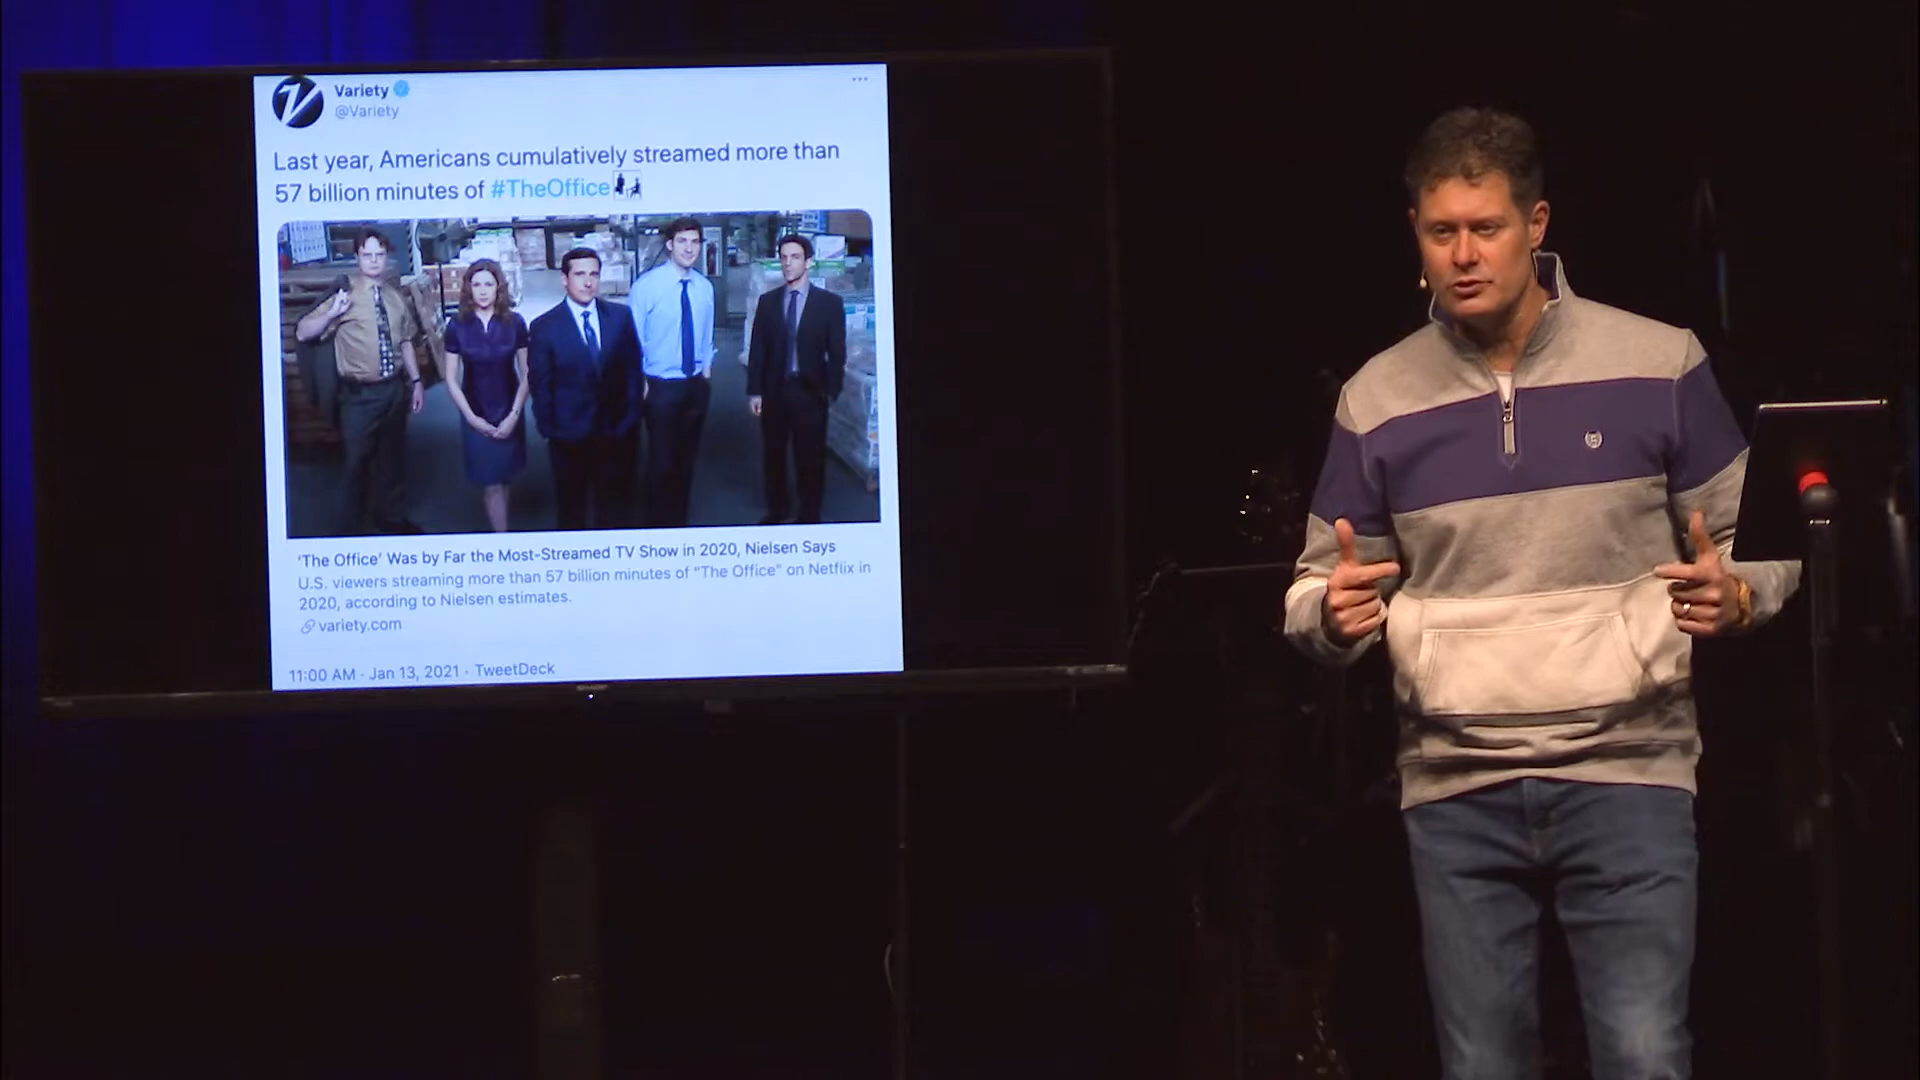 Variety
@Variety
Last year, Americans cumulatively streamed more than
57 billion minutes of #TheOffice
'The Office' Was by Far the Most-Streamed TV Show in 2020, Nielsen Says
U.S. viewers streaming more than 57 billion minutes of "The Office" on Netflix in
2020, according to Nielsen estimates.
variety.com
11:00 AM · Jan 13, 2021 · TweetDeck